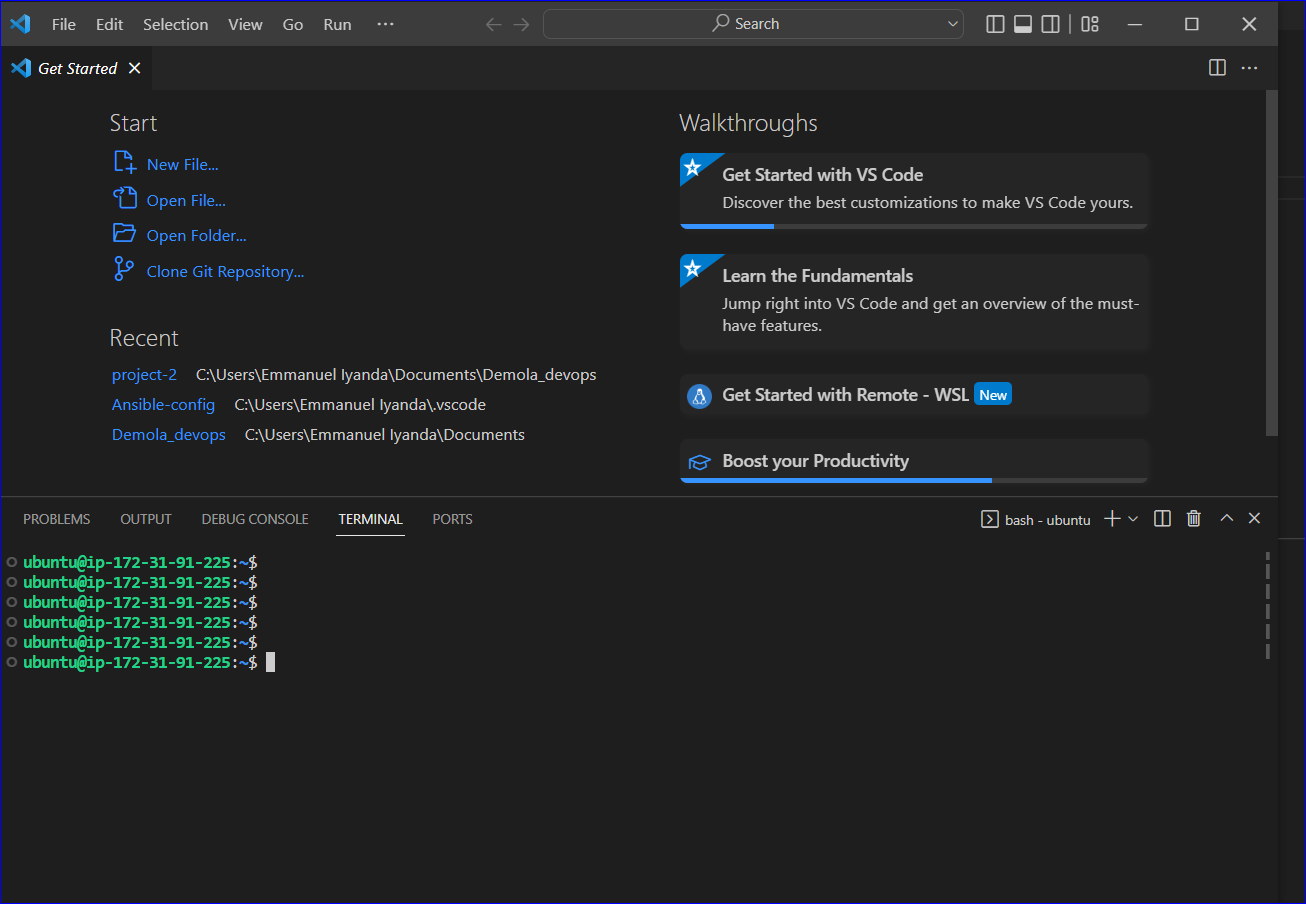 File Edit Selection View Go Run ··· Search
Get Started
Start
New File...
Open File...
Open Folder...
Clone Git Repository...
Recent
project-2 C:\Users\Emmanuel Iyanda\Documents\Demola_devops
Ansible-config C:\Users\Emmanuel Iyanda\.vscode
Demola_devops C:\Users\Emmanuel Iyanda\Documents
Walkthroughs
Get Started with VS Code
Discover the best customizations to make VS Code yours.
Learn the Fundamentals
Jump right into VS Code and get an overview of the must-
have features.
Get Started with Remote - WSL New
Boost your Productivity
PROBLEMS OUTPUT DEBUG CONSOLE TERMINAL PORTS bash - ubuntu
ubuntu@ip-172-31-91-225:~$
ubuntu@ip-172-31-91-225:~$
ubuntu@ip-172-31-91-225:~$
ubuntu@ip-172-31-91-225:~$
ubuntu@ip-172-31-91-225:~$
ubuntu@ip-172-31-91-225:~$